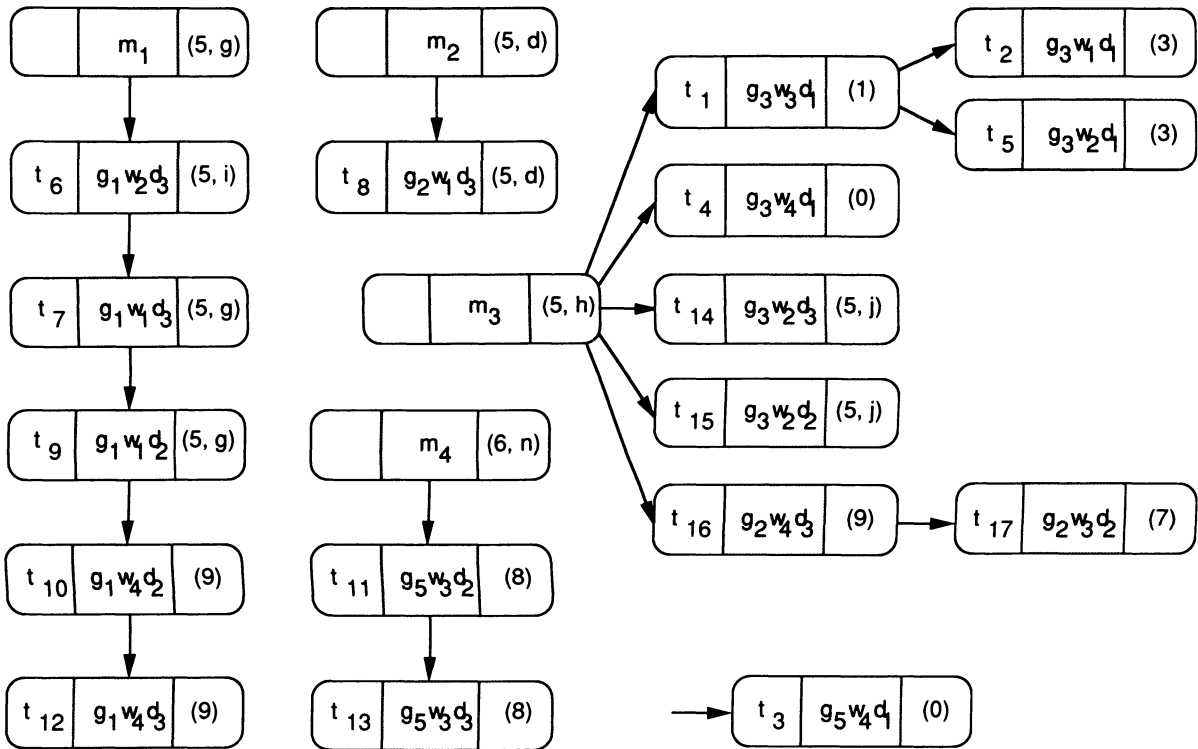 m₁ (5, g)
t₆ g₁w₂d₃ (5, i)
t₇ g₁w₁d₃ (5, g)
t₉ g₁w₁d₂ (5, g)
t₁₀ g₁w₄d₂ (9)
t₁₂ g₁w₄d₃ (9)
m₂ (5, d)
t₈ g₂w₁d₃ (5, d)
m₃ (5, h)
m₄ (6, n)
t₁₁ g₅w₃d₂ (8)
t₁₃ g₅w₃d₃ (8)
t₁ g₃w₃d₁ (1)
t₄ g₃w₄d₁ (0)
t₁₄ g₃w₂d₃ (5, j)
t₁₅ g₃w₂d₂ (5, j)
t₁₆ g₂w₄d₃ (9)
t₂ g₃w₁d₁ (3)
t₅ g₃w₂d₁ (3)
t₁₇ g₂w₃d₂ (7)
t₃ g₅w₄d₁ (0)